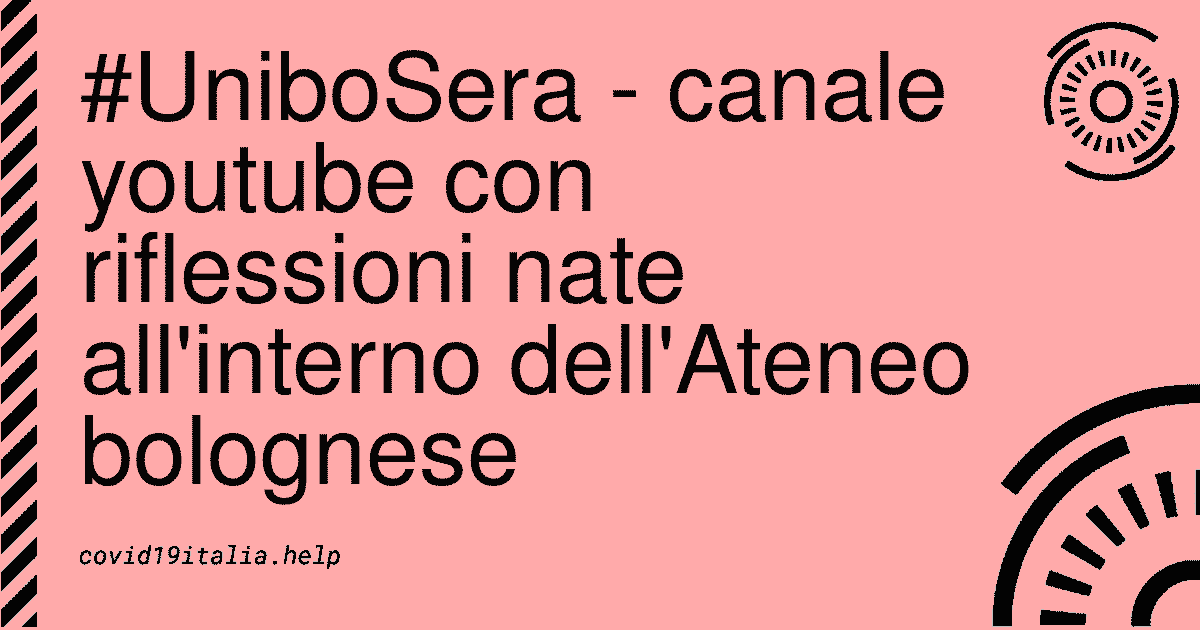 #UniboSera - canale
youtube con
riflessioni nate
all'interno dell'Ateneo
bolognese
covid19italia.help